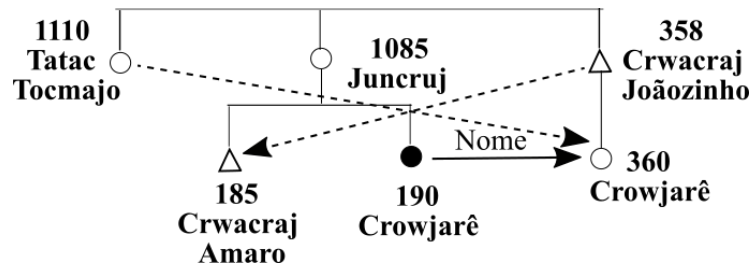 1110
Tatac
Tocmajo
1085
Juncruj
358
Crwacraj
Joãozinho
Nome
185
Crwacraj
Amaro
190
Crowjarê
360
Crowjarê